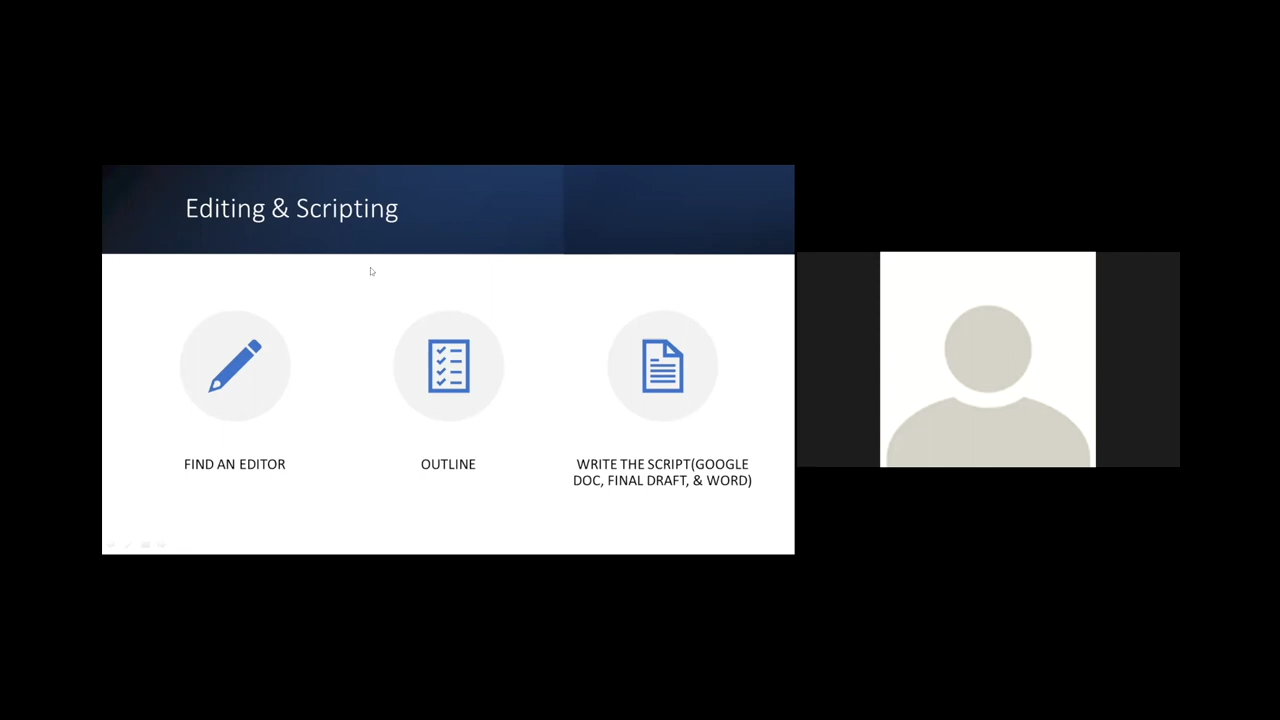 Editing & Scripting
FIND AN EDITOR
OUTLINE
WRITE THE SCRIPT(GOOGLE
DOC, FINAL DRAFT, & WORD)